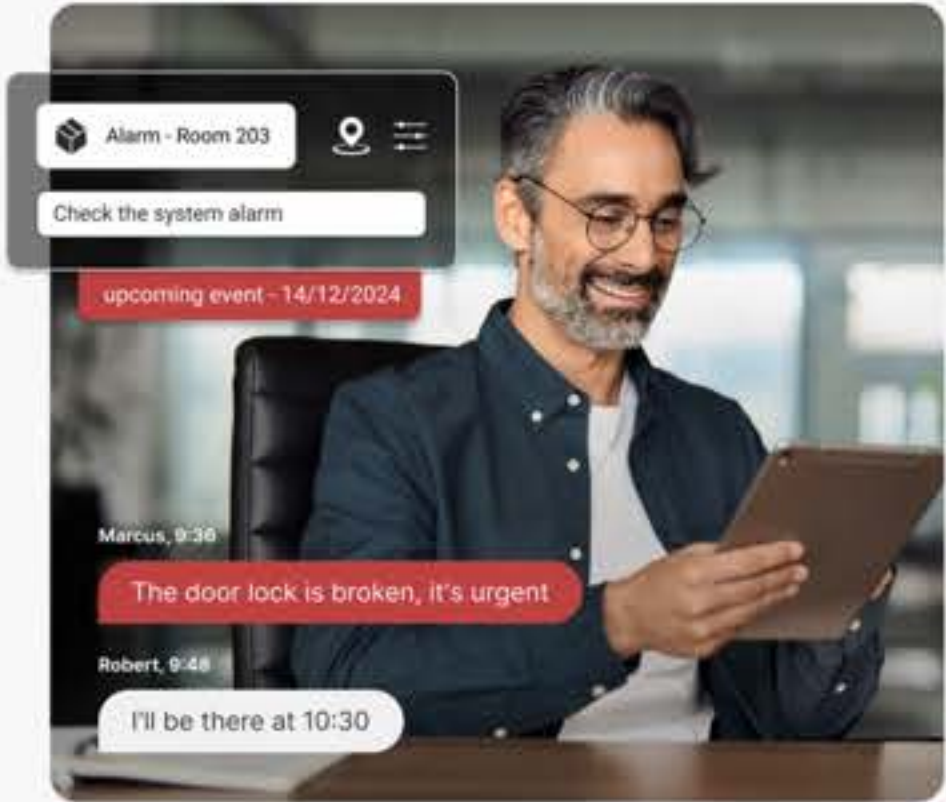 Alarm - Room 203
Check the system alarm
upcoming event - 14/12/2024
Marcus, 9:36
The door lock is broken, it's urgent
Robert, 9:48
I'll be there at 10:30